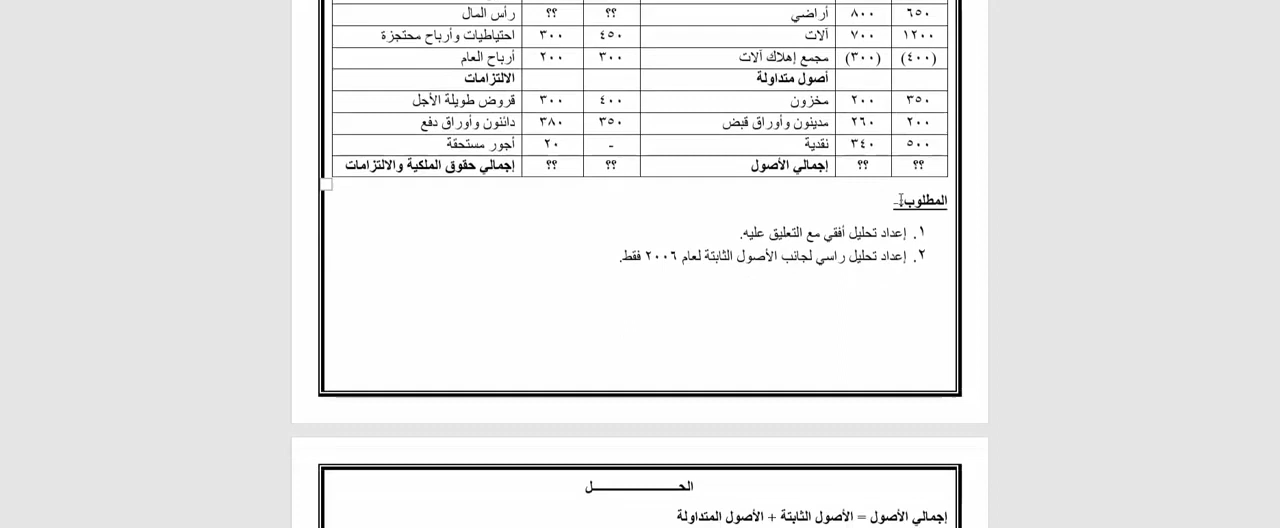 ٦٥٠ ٨٠٠ أراضي ؟؟ ؟؟ رأس المال
١٢٠٠ ٧٠٠ آلات ٤٥٠ ٣٠٠ احتياطيات وأرباح محتجزة
(٤٠٠) (٣٠٠) مجمع إهلاك آلات ٣٠٠ ٢٠٠ أرباح العام
أصول متداولة الالتزامات
٣٥٠ ٢٠٠ مخزون ٤٠٠ ٣٠٠ قروض طويلة الأجل
٢٠٠ ٢٦٠ مدينون وأوراق قبض ٣٥٠ ٣٨٠ دائنون وأوراق دفع
٥٠٠ ٣٤٠ نقدية - ٢٠ أجور مستحقة
؟؟ ؟؟ إجمالي الأصول ؟؟ ؟؟ إجمالي حقوق الملكية والالتزامات
المطلوب:-
١. إعداد تحليل أفقي مع التعليق عليه.
٢. إعداد تحليل راسي لجانب الأصول الثابتة لعام ٢٠٠٦ فقط.
الحـــــــــــــــــل
إجمالي الأصول = الأصول الثابتة + الأصول المتداولة